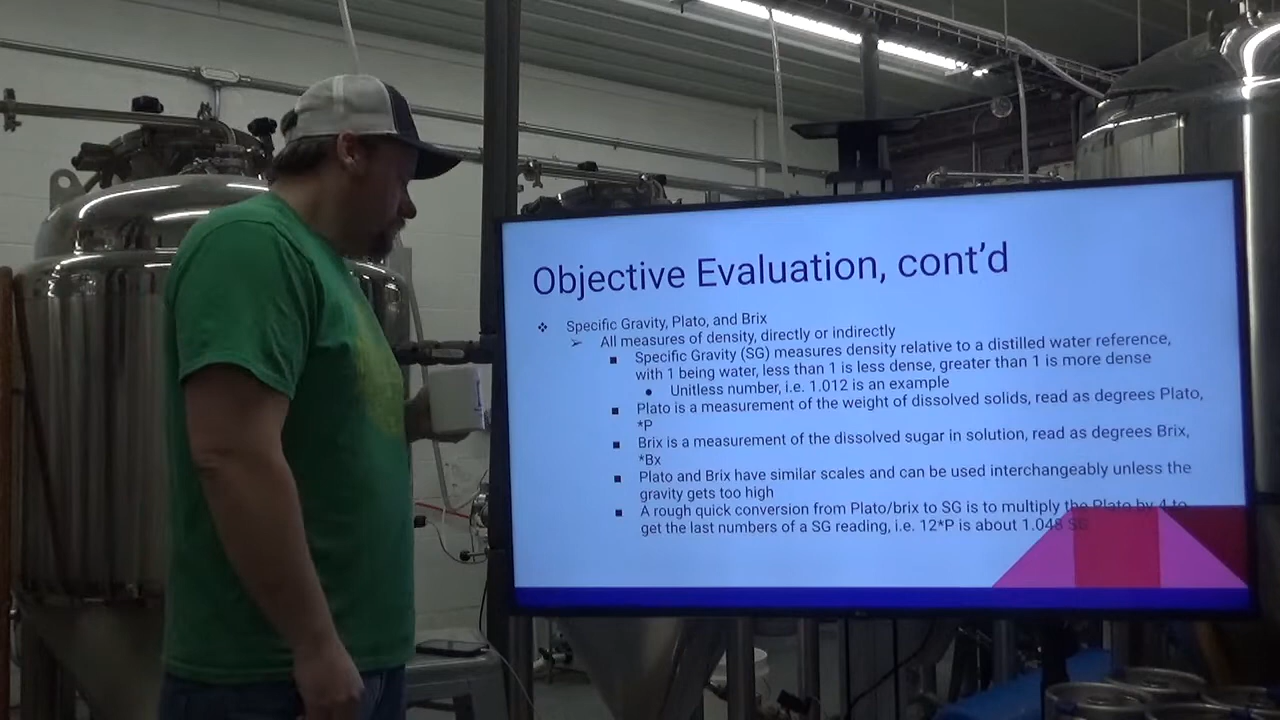 Objective Evaluation, cont’d
❖ Specific Gravity, Plato, and Brix
➢ All measures of density, directly or indirectly
■ Specific Gravity (SG) measures density relative to a distilled water reference,
with 1 being water, less than 1 is less dense, greater than 1 is more dense
● Unitless number, i.e. 1.012 is an example
■ Plato is a measurement of the weight of dissolved solids, read as degrees Plato,
*P
■ Brix is a measurement of the dissolved sugar in solution, read as degrees Brix,
*Bx
■ Plato and Brix have similar scales and can be used interchangeably unless the
gravity gets too high
■ A rough quick conversion from Plato/brix to SG is to multiply the Plato by 4 to
get the last numbers of a SG reading, i.e. 12*P is about 1.048 SG